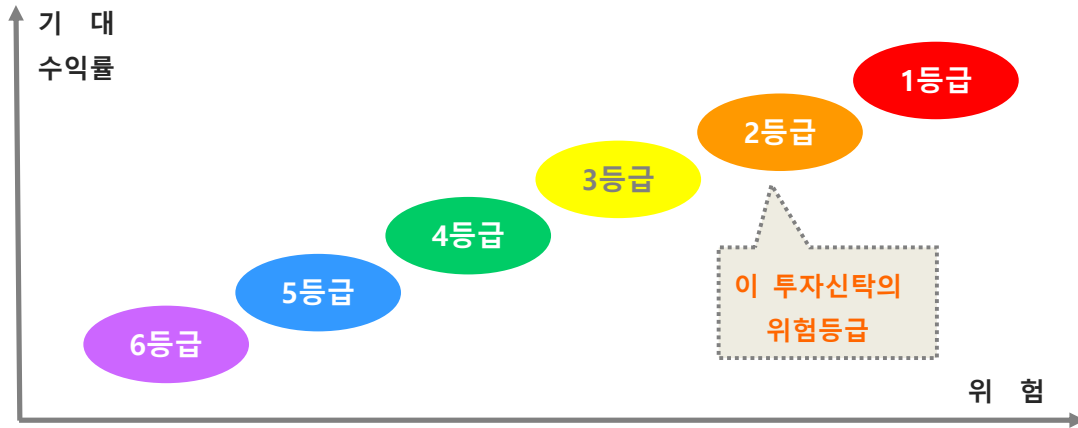 기 대
수익률
1등급
2등급
3등급
4등급
5등급
6등급
이 투자신탁의
위험등급
위 험